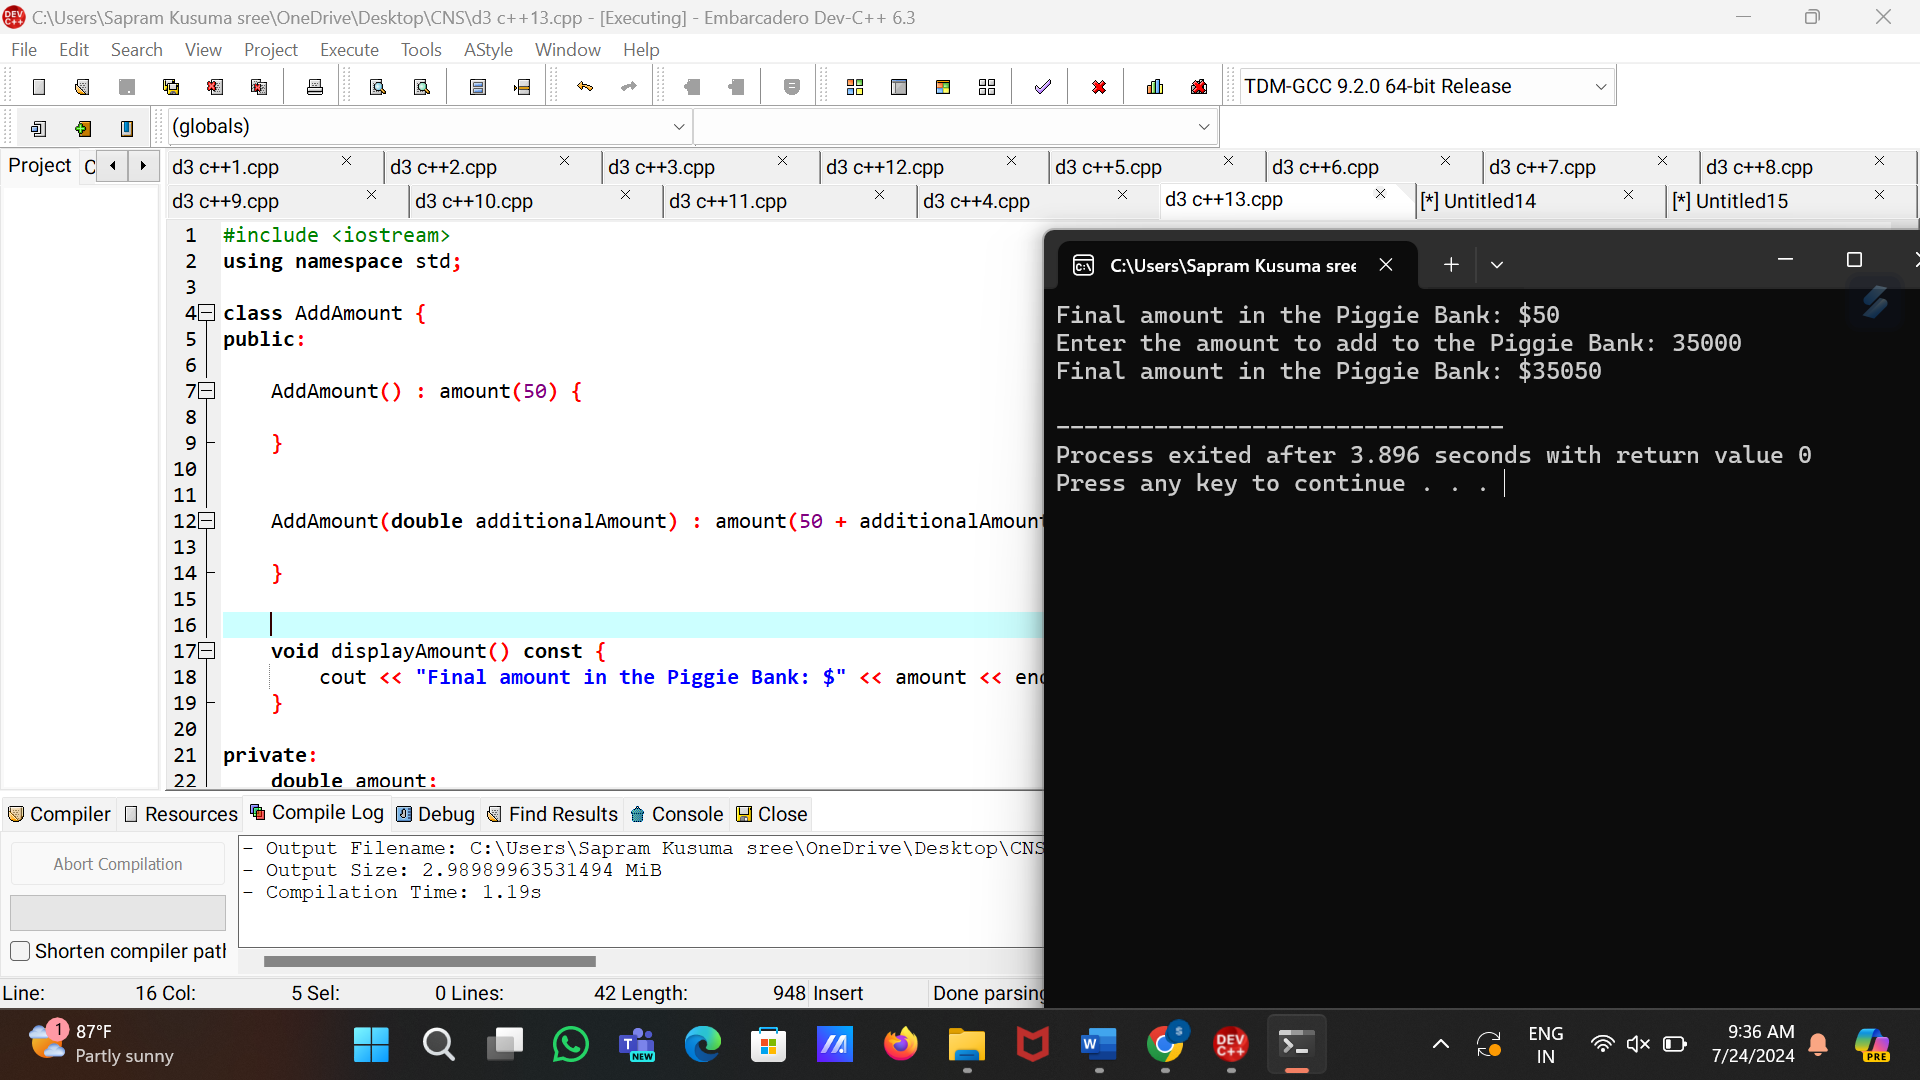 C:\Users\Sapram Kusuma sree\OneDrive\Desktop\CNS\d3 c++13.cpp - [Executing] - Embarcadero Dev-C++ 6.3
File Edit Search View Project Execute Tools AStyle Window Help
TDM-GCC 9.2.0 64-bit Release
(globals)
Project C
d3 c++1.cpp d3 c++2.cpp d3 c++3.cpp d3 c++12.cpp d3 c++5.cpp d3 c++6.cpp d3 c++7.cpp d3 c++8.cpp
d3 c++9.cpp d3 c++10.cpp d3 c++11.cpp d3 c++4.cpp d3 c++13.cpp [*] Untitled14 [*] Untitled15
1 #include <iostream>
2 using namespace std;
3
4 class AddAmount {
5 public:
6
7 AddAmount() : amount(50) {
8
9 }
10
11
12 AddAmount(double additionalAmount) : amount(50 + additionalAmount
13
14 }
15
16
17 void displayAmount() const {
18 cout << "Final amount in the Piggie Bank: $" << amount << end
19 }
20
21 private:
22 double amount;
C:\Users\Sapram Kusuma sree
Final amount in the Piggie Bank: $50
Enter the amount to add to the Piggie Bank: 35000
Final amount in the Piggie Bank: $35050
--------------------------------
Process exited after 3.896 seconds with return value 0
Press any key to continue . . .
Compiler Resources Compile Log Debug Find Results Console Close
Abort Compilation
Shorten compiler path
- Output Filename: C:\Users\Sapram Kusuma sree\OneDrive\Desktop\CNS
- Output Size: 2.98989963531494 MiB
- Compilation Time: 1.19s
Line: 16 Col: 5 Sel: 0 Lines: 42 Length: 948 Insert Done parsing
1
87°F
Partly sunny
NEW
DEV C++
ENG
IN
9:36 AM
7/24/2024
PRE